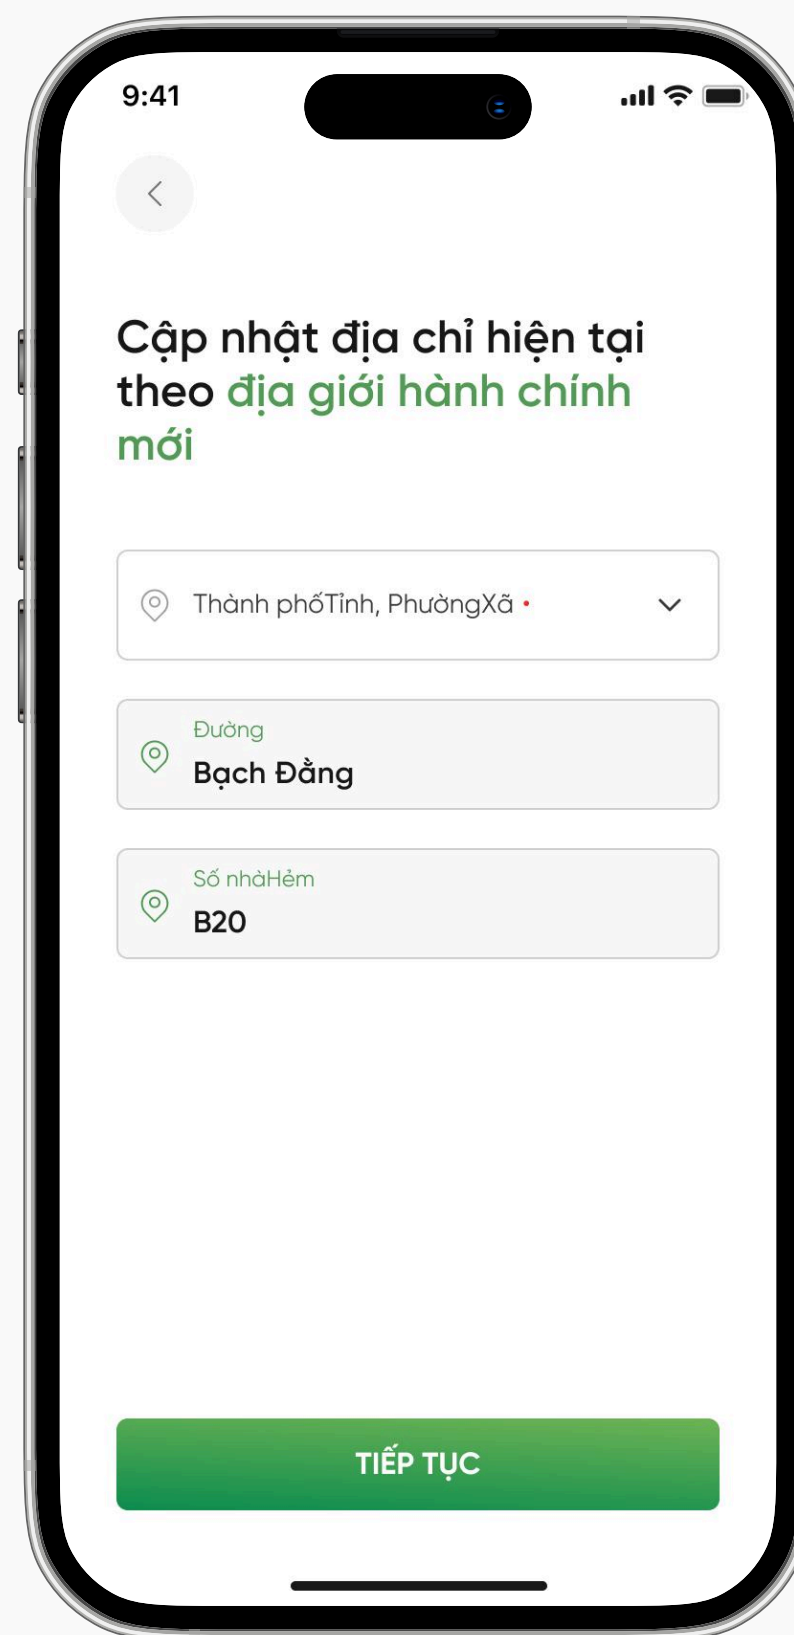 9:41
Cập nhật địa chỉ hiện tại
theo địa giới hành chính
mới
Thành phốTỉnh, PhườngXã •
Đường
Bạch Đằng
Số nhàHẻm
B20
TIẾP TỤC